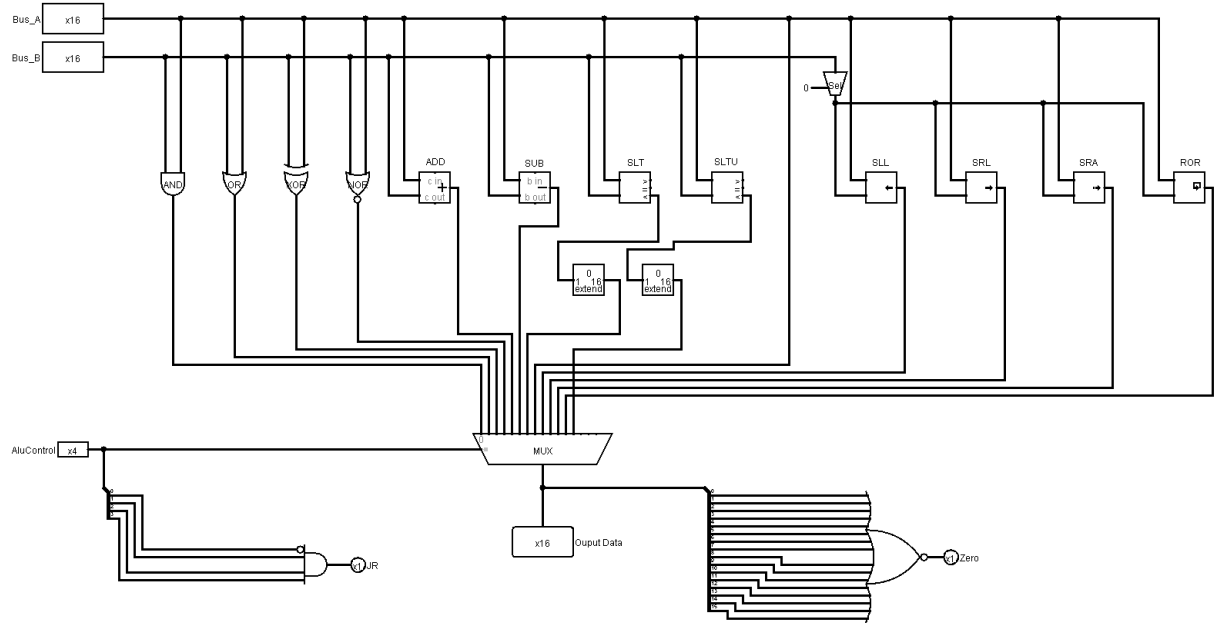 Bus_A x16
Bus_B x16
0 Sel
ADD SUB SLT SLTU SLL SRL SRA ROR
AND OR XOR NOR
c in b in
+ −
c out b out
0 0
1 16 1 16
extend extend
0
MUX
AluControl x4
x16 Ouput Data
x1 JR
x1 Zero